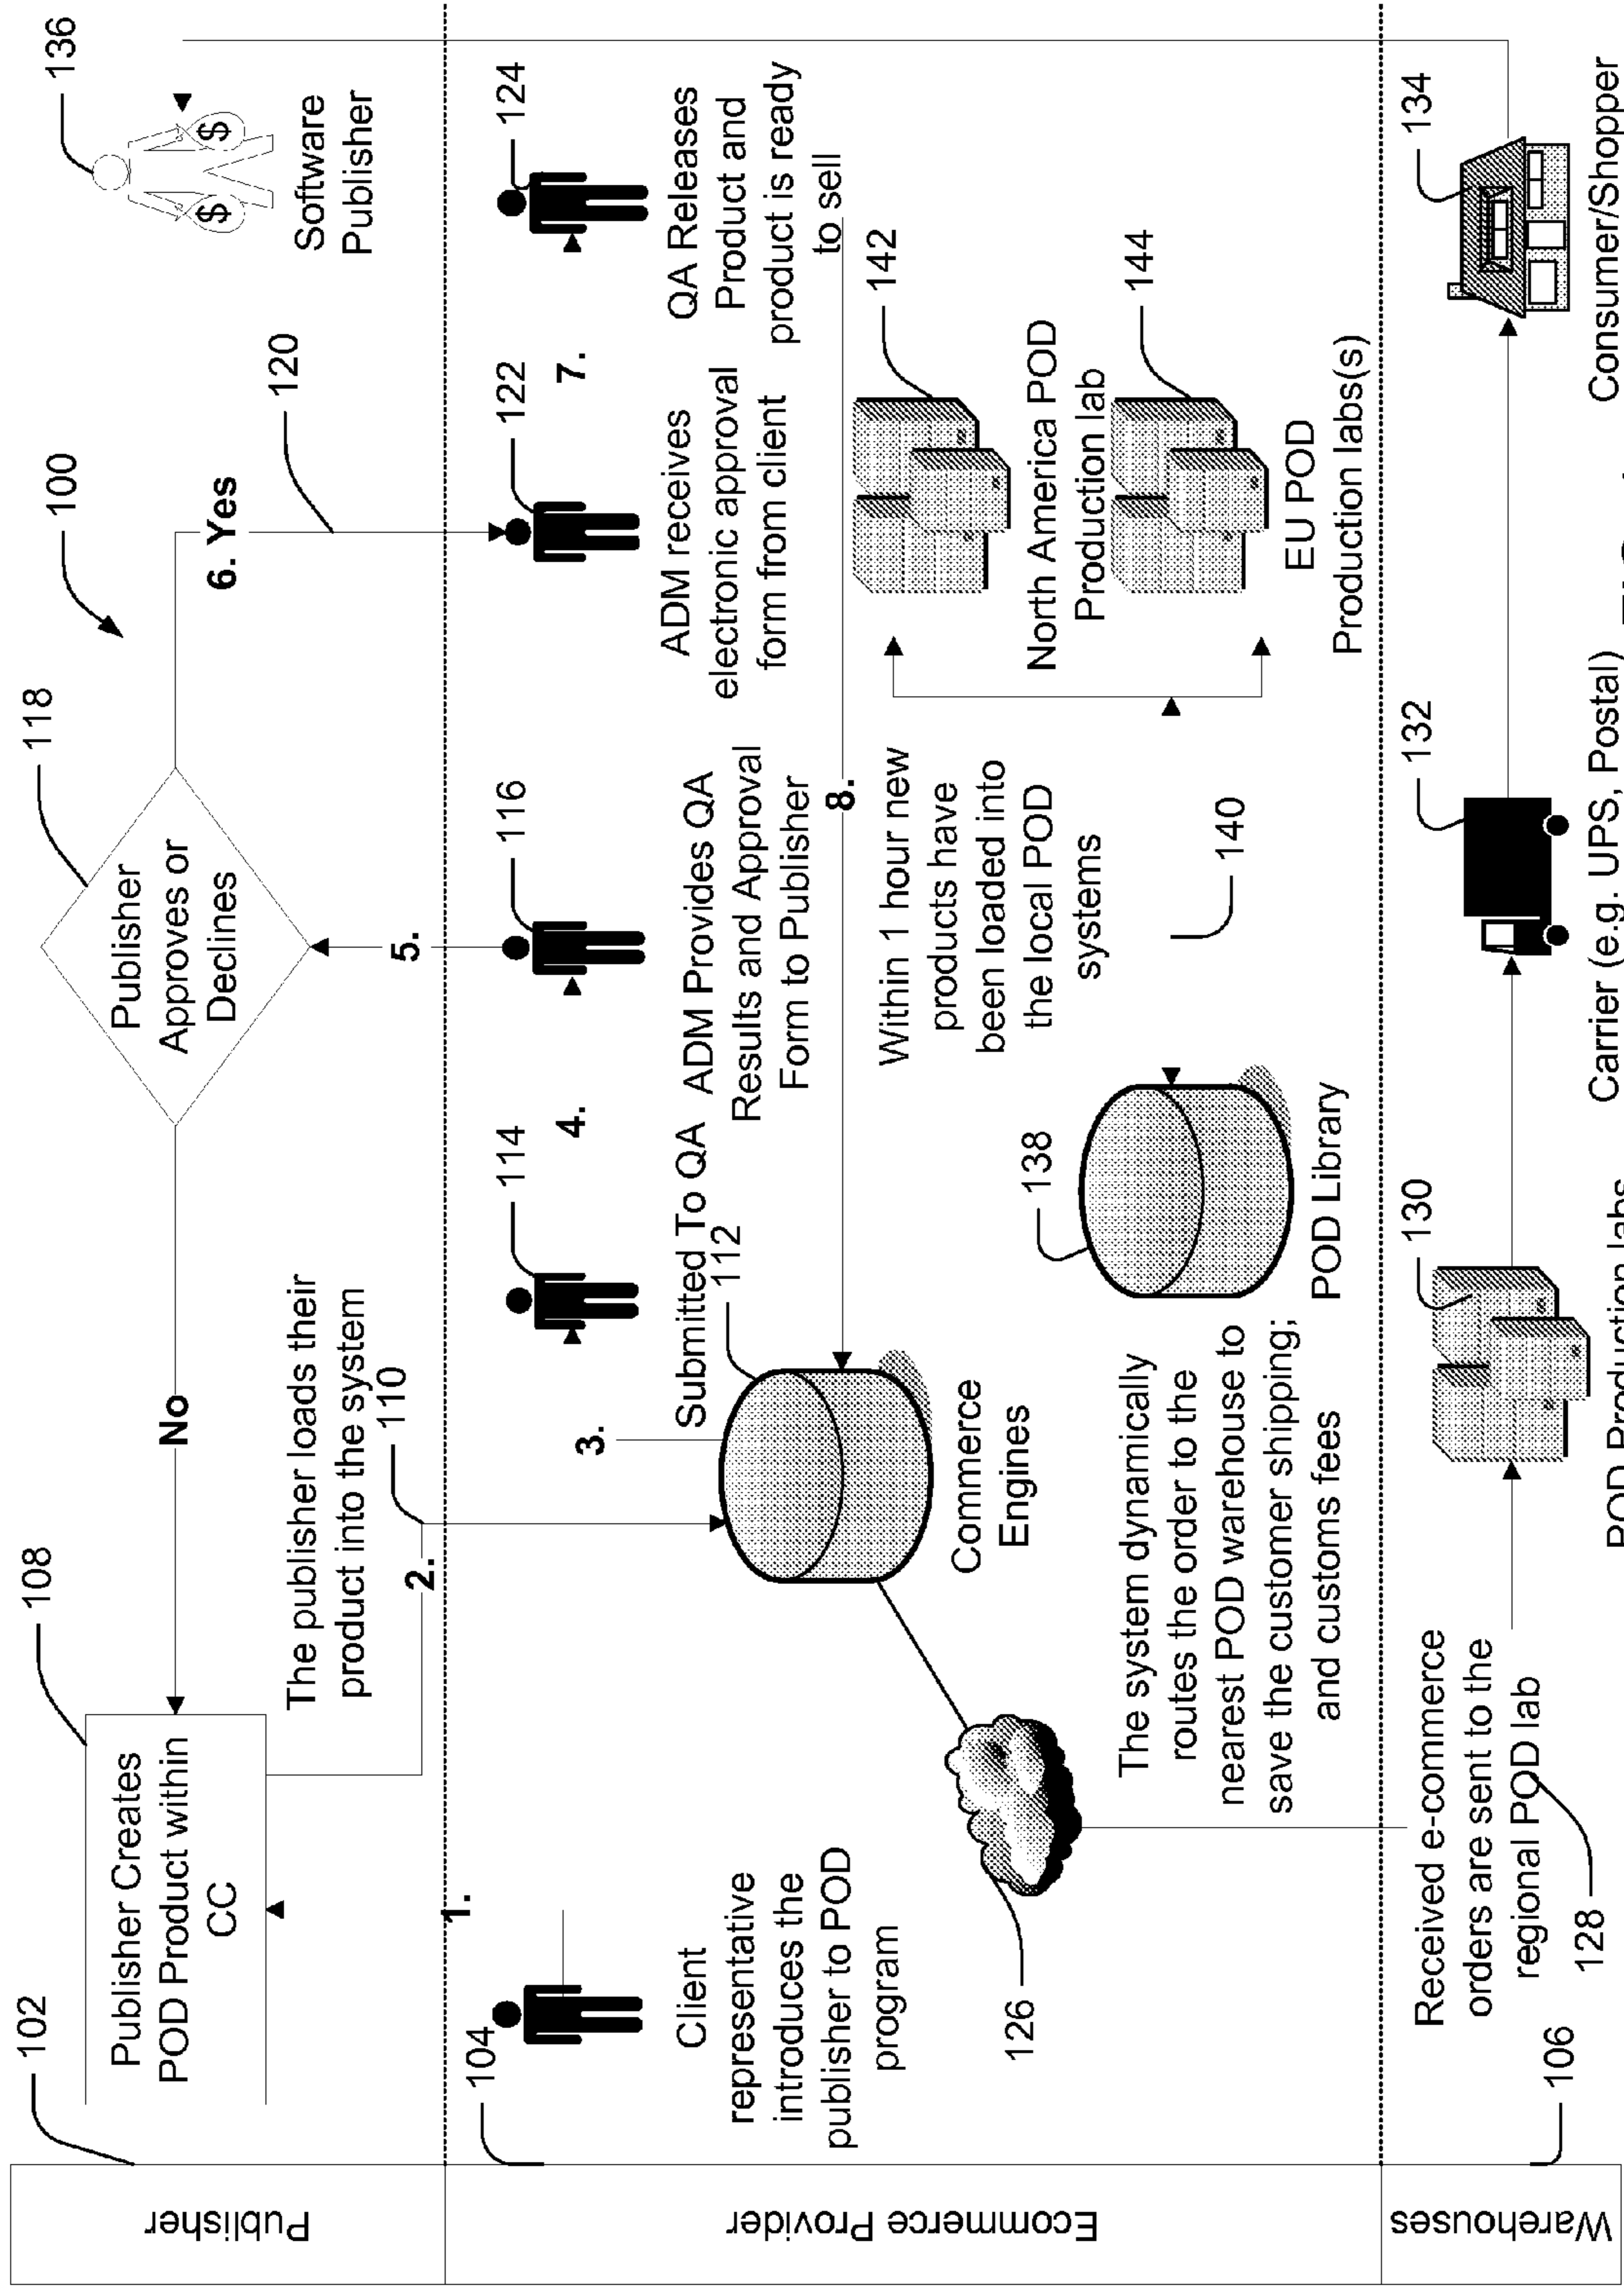 102
108
118
100
136
Publisher
Publisher Creates
POD Product within
CC
No
Publisher
Approves or
Declines
6. Yes
120
Software
Publisher
$
$
The publisher loads their
product into the system
110
2.
5.
Ecommerce Provider
104
1.
Client
representative
introduces the
publisher to POD
program
3.
114
Submitted To QA
112
4.
116
ADM Provides QA
Results and Approval
Form to Publisher
122
ADM receives
electronic approval
form from client
7.
124
QA Releases
Product and
product is ready
to sell
8.
Commerce
Engines
126
The system dynamically
routes the order to the
nearest POD warehouse to
save the customer shipping;
and customs fees
138
POD Library
Within 1 hour new
products have
been loaded into
the local POD
systems
140
142
North America POD
Production lab
144
EU POD
Production labs(s)
Warehouses
106
Received e-commerce
orders are sent to the
regional POD lab
128
130
POD Production labs
132
Carrier (e.g. UPS, Postal)
134
Consumer/Shopper